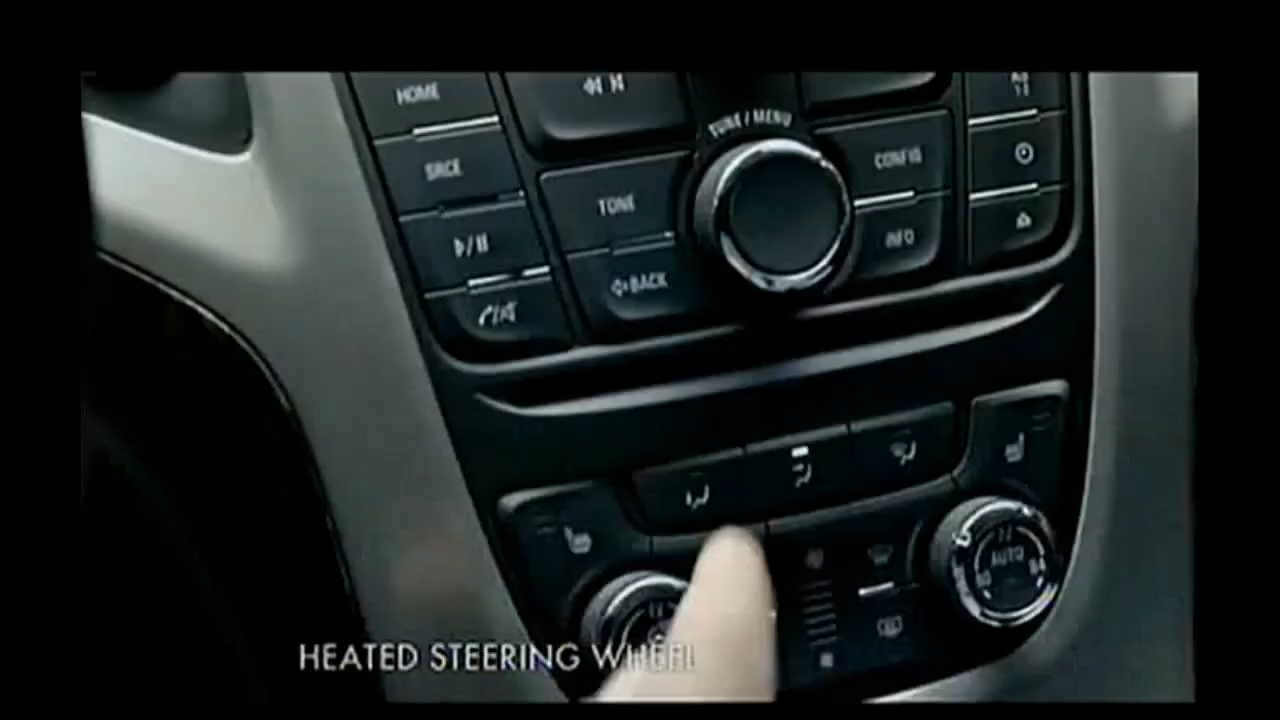 HOME
TUNE / MENU
SRCE
CONFIG
TONE
INFO
BACK
AUTO
HEATED STEERING WHEEL